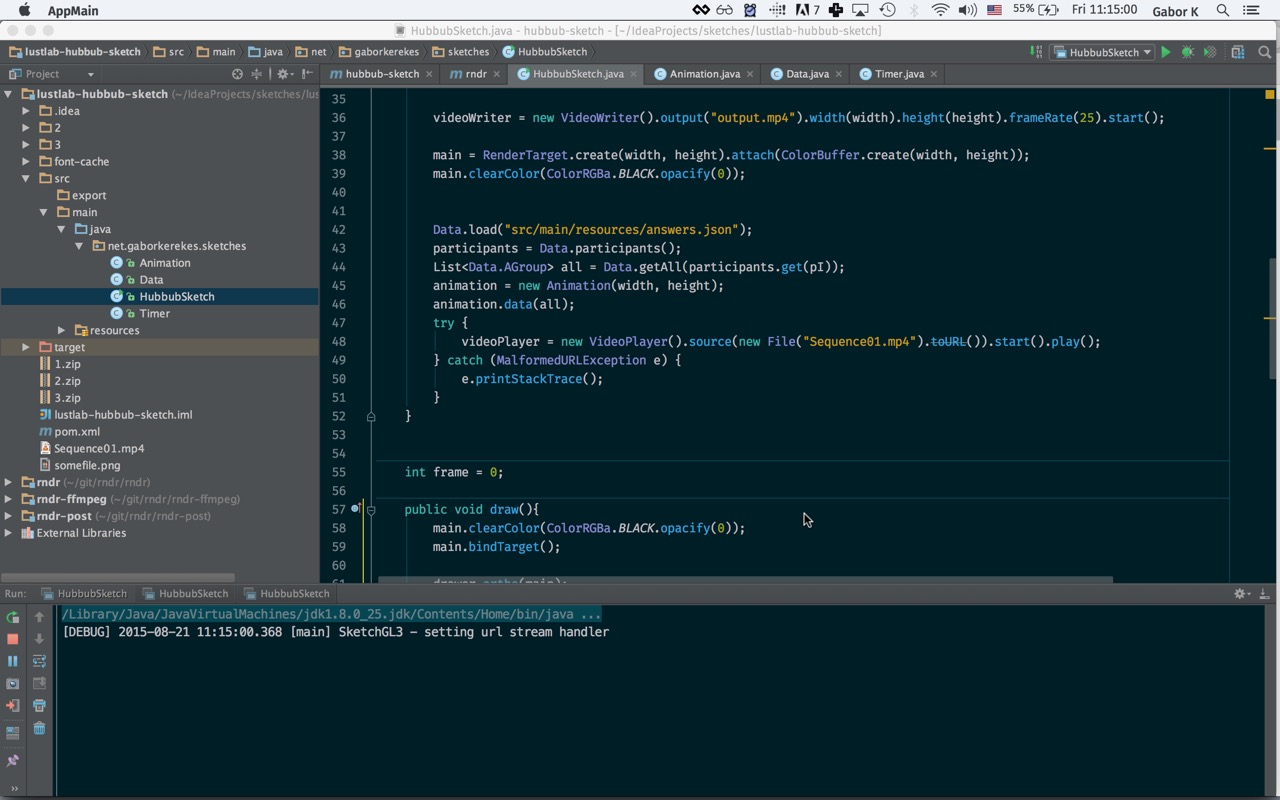 AppMain
7
55%
Fri 11:15:00
Gabor K
HubbubSketch.java - hubbub-sketch - [~/IdeaProjects/sketches/lustlab-hubbub-sketch]
lustlab-hubbub-sketch src main java net gaborkerekes sketches HubbubSketch
HubbubSketch
Project
hubbub-sketch rndr HubbubSketch.java Animation.java Data.java Timer.java
lustlab-hubbub-sketch (~/IdeaProjects/sketches/lus
.idea
2
3
font-cache
src
export
main
java
net.gaborkerekes.sketches
Animation
Data
HubbubSketch
Timer
resources
target
1.zip
2.zip
3.zip
lustlab-hubbub-sketch.iml
pom.xml
Sequence01.mp4
somefile.png
rndr (~/git/rndr/rndr)
rndr-ffmpeg (~/git/rndr/rndr-ffmpeg)
rndr-post (~/git/rndr/rndr-post)
External Libraries
35
36 videoWriter = new VideoWriter().output("output.mp4").width(width).height(height).frameRate(25).start();
37
38 main = RenderTarget.create(width, height).attach(ColorBuffer.create(width, height));
39 main.clearColor(ColorRGBa.BLACK.opacify(0));
40
41
42 Data.load("src/main/resources/answers.json");
43 participants = Data.participants();
44 List<Data.AGroup> all = Data.getAll(participants.get(pI));
45 animation = new Animation(width, height);
46 animation.data(all);
47 try {
48 videoPlayer = new VideoPlayer().source(new File("Sequence01.mp4").toURL()).start().play();
49 } catch (MalformedURLException e) {
50 e.printStackTrace();
51 }
52 }
53
54
55 int frame = 0;
56
57 public void draw(){
58 main.clearColor(ColorRGBa.BLACK.opacify(0));
59 main.bindTarget();
60
61 drawer.ortho(main);
Run: HubbubSketch HubbubSketch HubbubSketch
/Library/Java/JavaVirtualMachines/jdk1.8.0_25.jdk/Contents/Home/bin/java ...
[DEBUG] 2015-08-21 11:15:00.368 [main] SketchGL3 - setting url stream handler